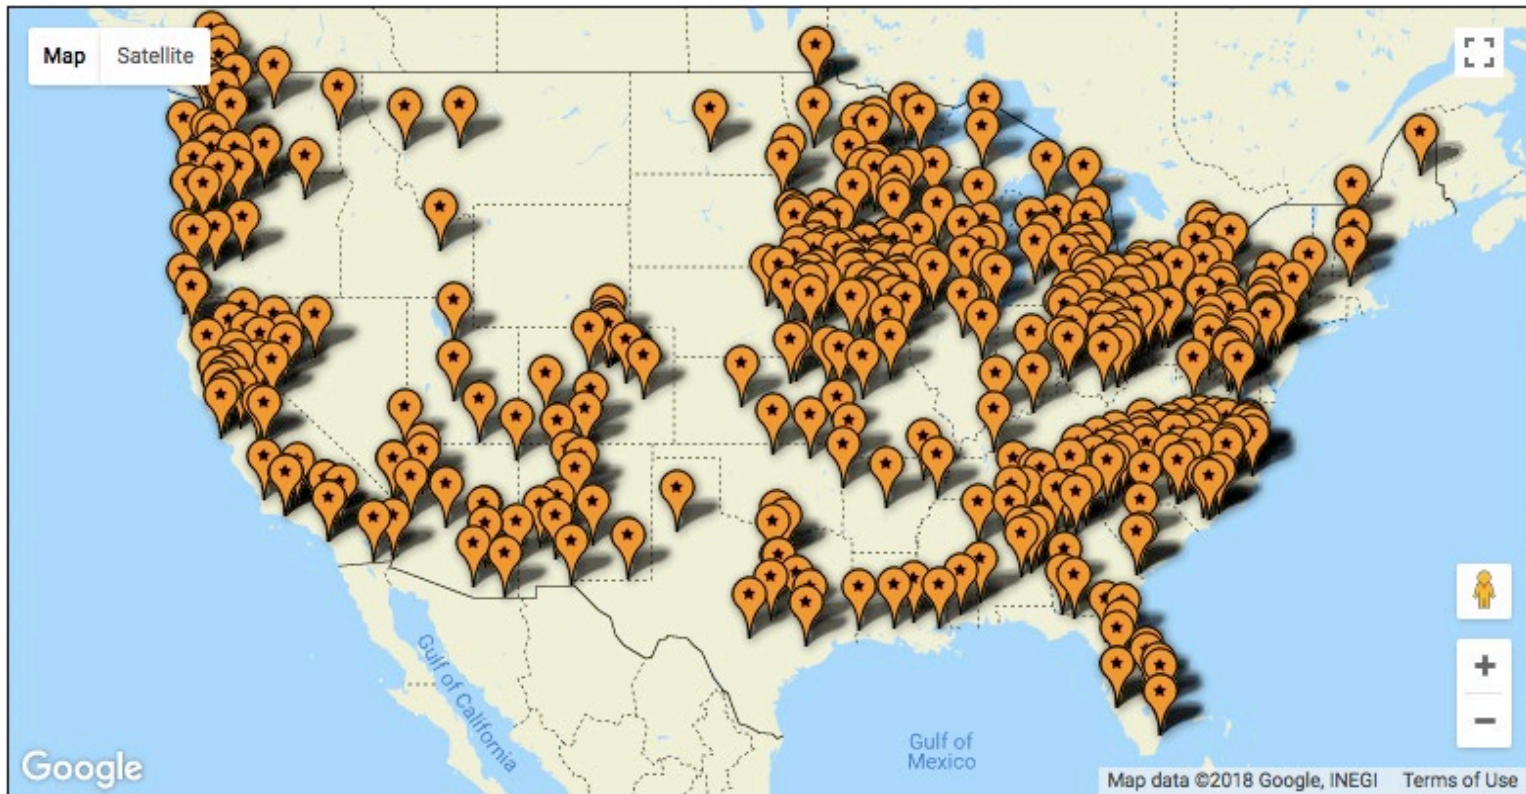 Map Satellite
Gulf of California
Gulf of
Mexico
Google
Map data ©2018 Google, INEGI Terms of Use